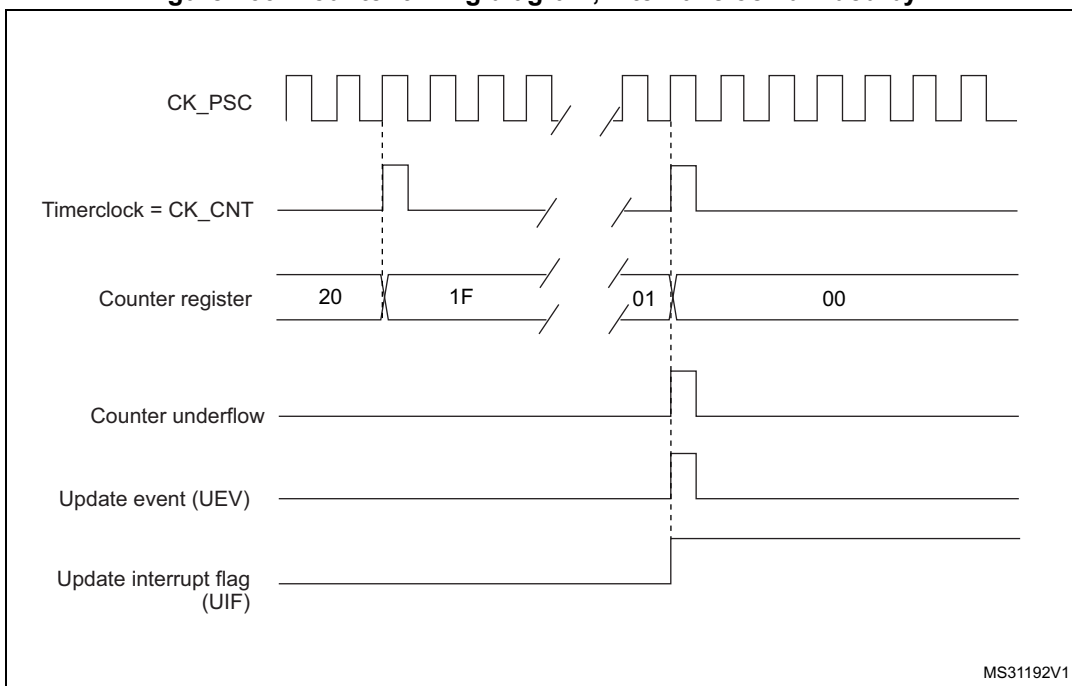 CK_PSC
Timerclock = CK_CNT
Counter register
20
1F
01
00
Counter underflow
Update event (UEV)
Update interrupt flag
(UIF)
MS31192V1